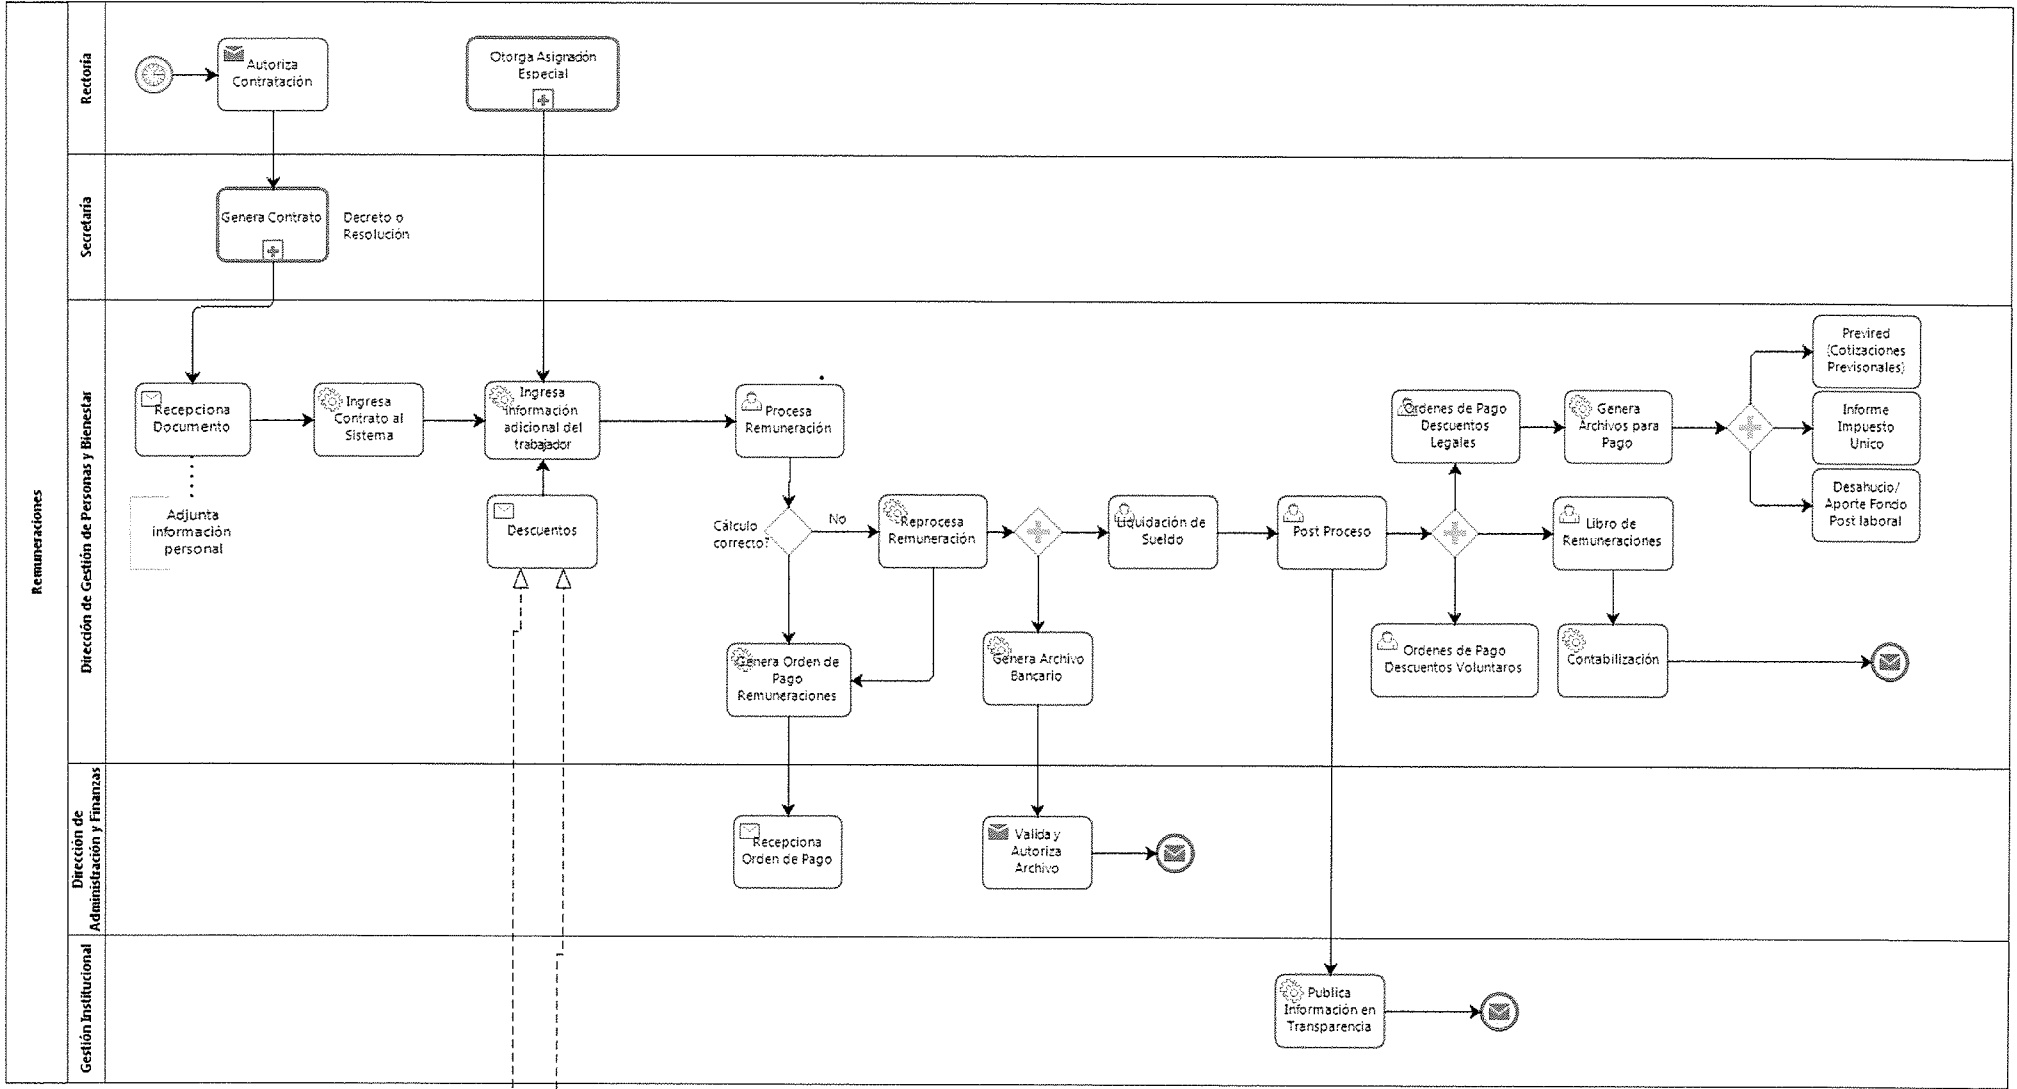 Remuneraciones
Rectoría
Autoriza
Contratación
Otorga Asignación
Especial
Secretaría
Genera Contrato
Decreto o
Resolución
Dirección de Gestión de Personas y Bienestar
Recepciona
Documento
Adjunta
información
personal
Ingresa
Contrato al
Sistema
Ingresa
información
adicional del
trabajador
Descuentos
Procesa
Remuneración
Cálculo
correcto?
No
Reprocesa
Remuneración
Genera Orden de
Pago
Remuneraciones
Genera Archivo
Bancario
Liquidación de
Sueldo
Post Proceso
Ordenes de Pago
Descuentos
Legales
Genera
Archivos para
Pago
Previred
(Cotizaciones
Previsonales)
Informe
Impuesto
Unico
Desahucio/
Aporte Fondo
Post laboral
Libro de
Remuneraciones
Ordenes de Pago
Descuentos Voluntaros
Contabilización
Dirección de
Administración y Finanzas
Recepciona
Orden de Pago
Valida y
Autoriza
Archivo
Gestión Institucional
Publica
Información en
Transparencia